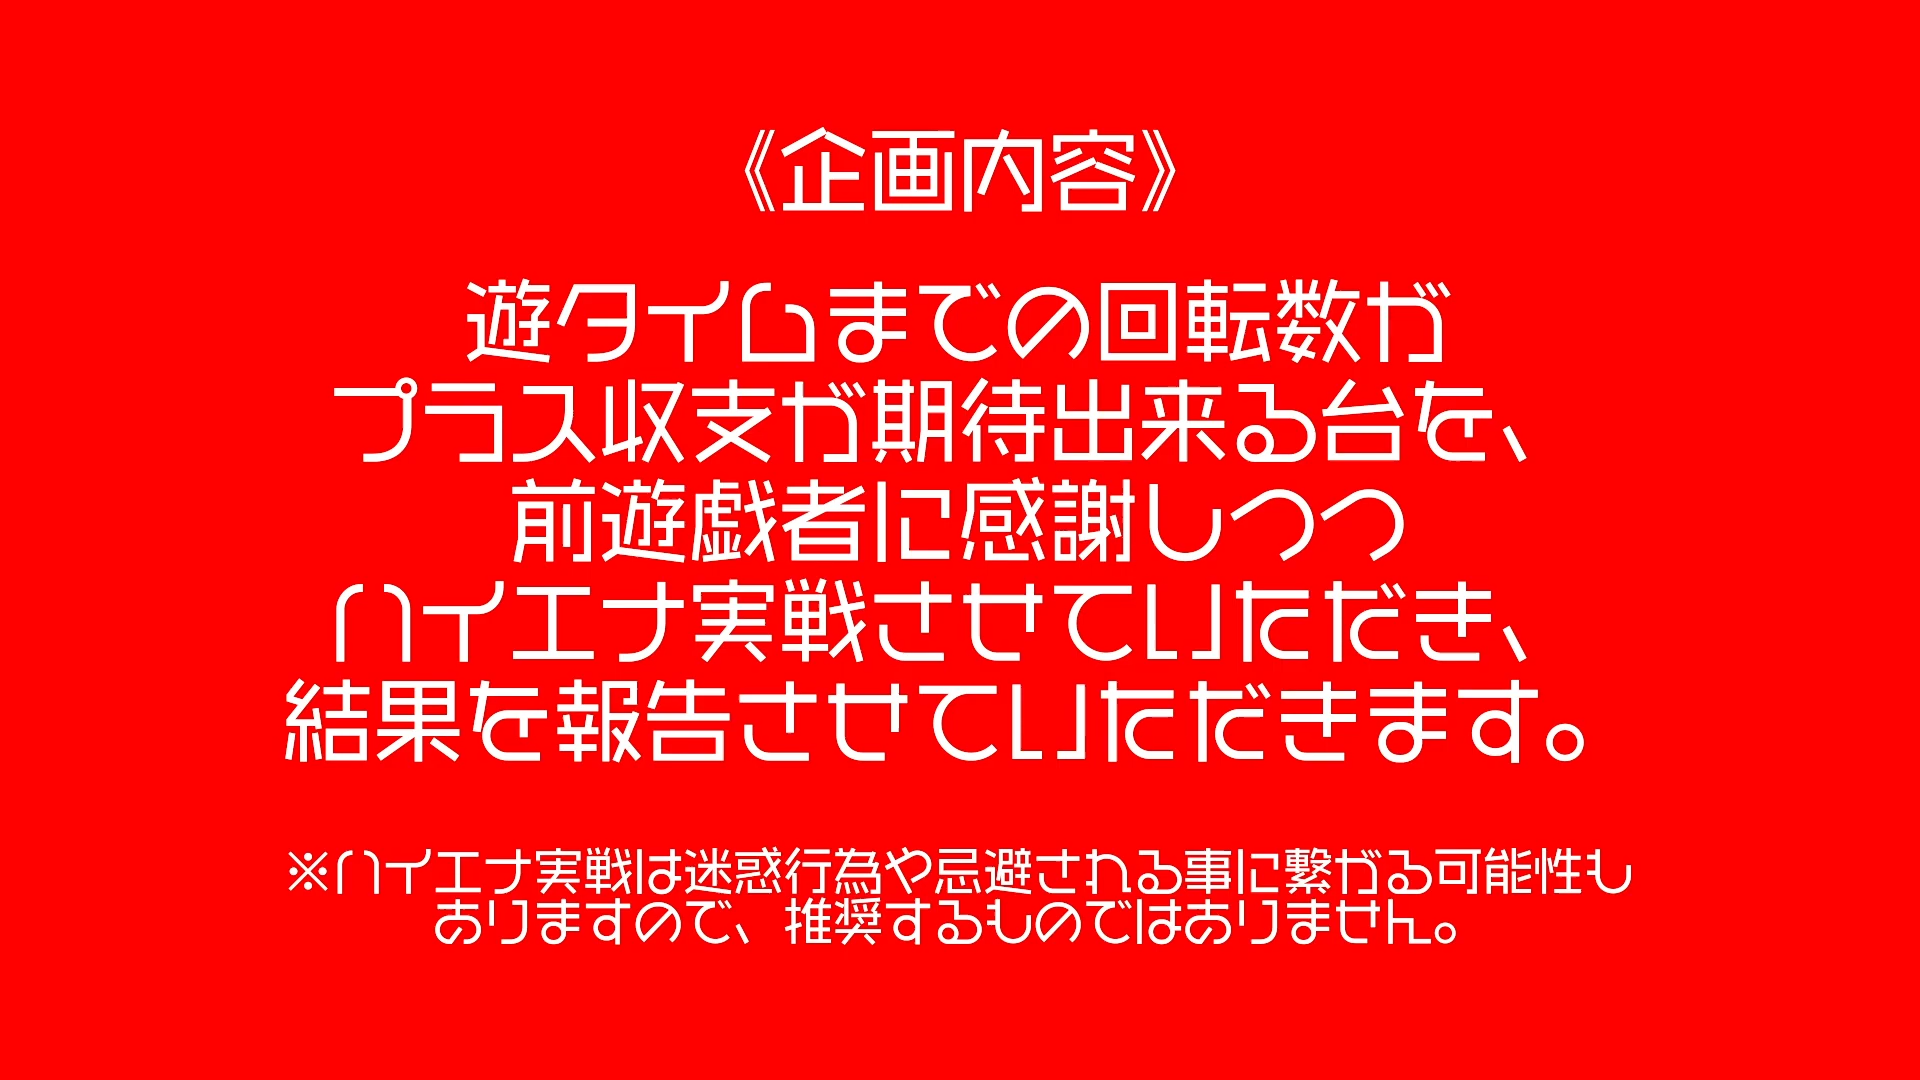 《企画内容》
遊タイムまでの回転数が
プラス収支が期待出来る台を、
前遊戯者に感謝しつつ
ハイエナ実戦させていただき、
結果を報告させていただきます。
※ハイエナ実戦は迷惑行為や忌避される事に繋がる可能性も
ありますので、推奨するものではありません。